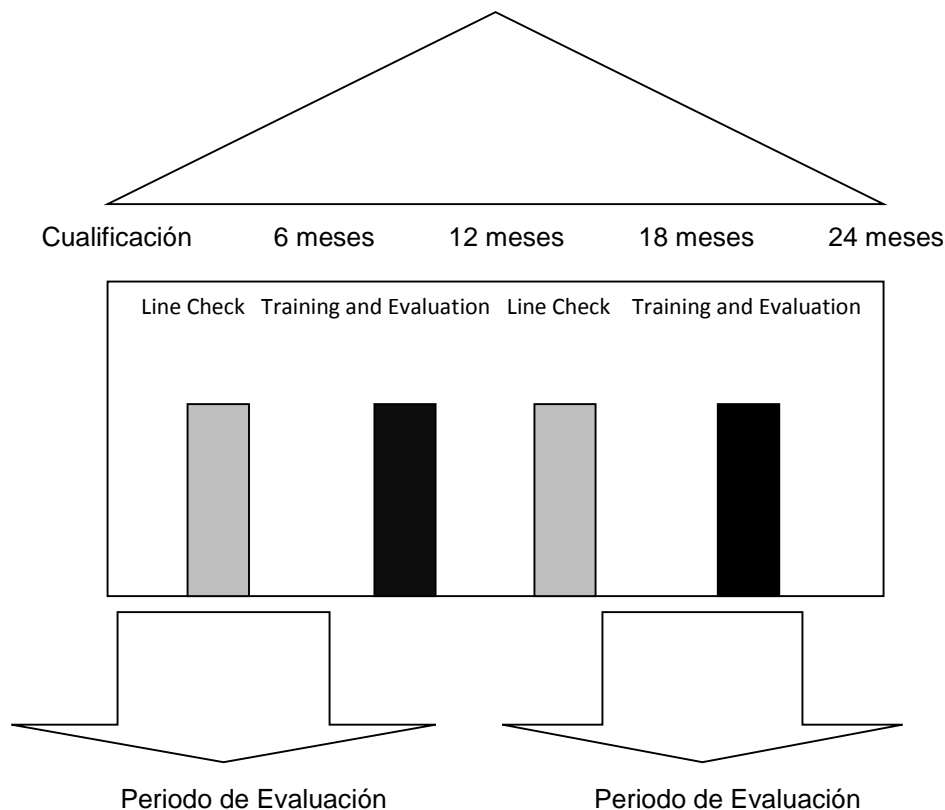 Cualificación 6 meses 12 meses 18 meses 24 meses
Line Check Training and Evaluation Line Check Training and Evaluation
Periodo de Evaluación Periodo de Evaluación